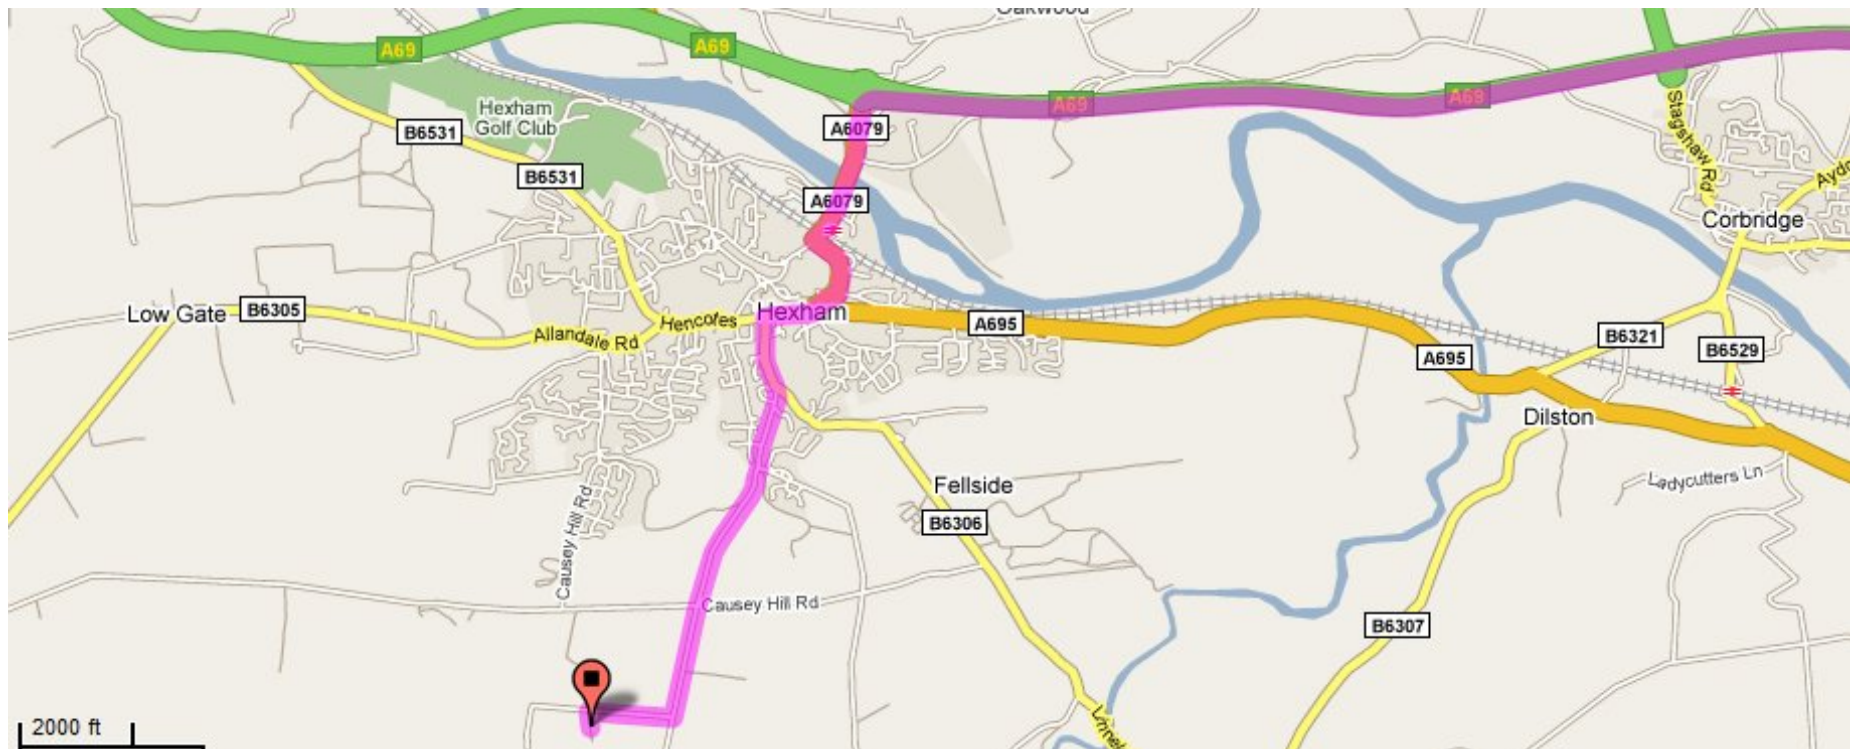 Oakwood
A69
A69
A69
A69
Hexham
Golf Club
B6531
A6079
Stagshaw Rd
B6531
A6079
Corbridge
Low Gate
B6305
Allandale Rd
Hencotes
Hexham
A695
B6321
A695
B6529
Dilston
Fellside
Ladycutters Ln
B6306
Causey Hill Rd
Causey Hill Rd
B6307
2000 ft